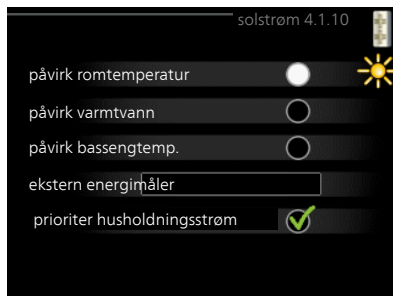 solstrøm 4.1.10
påvirk romtemperatur
påvirk varmtvann
påvirk bassengtemp.
ekstern energimåler
prioriter husholdningsstrøm